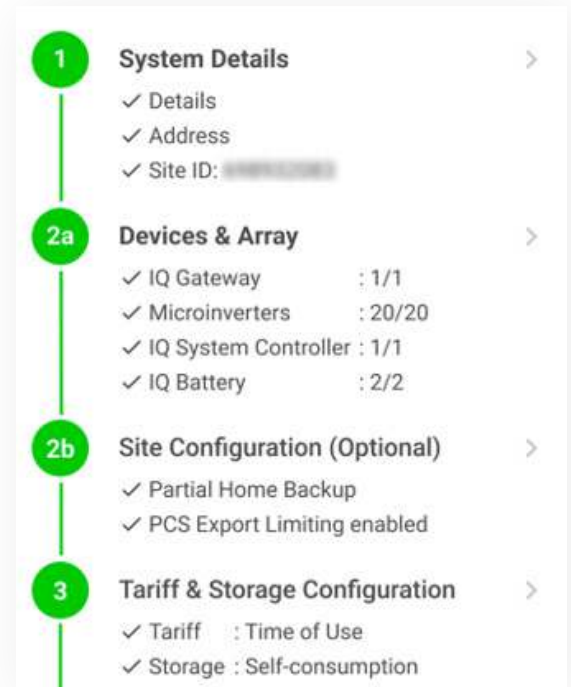 1 System Details
✓ Details
✓ Address
✓ Site ID:
2a Devices & Array
✓ IQ Gateway : 1/1
✓ Microinverters : 20/20
✓ IQ System Controller : 1/1
✓ IQ Battery : 2/2
2b Site Configuration (Optional)
✓ Partial Home Backup
✓ PCS Export Limiting enabled
3 Tariff & Storage Configuration
✓ Tariff : Time of Use
✓ Storage : Self-consumption